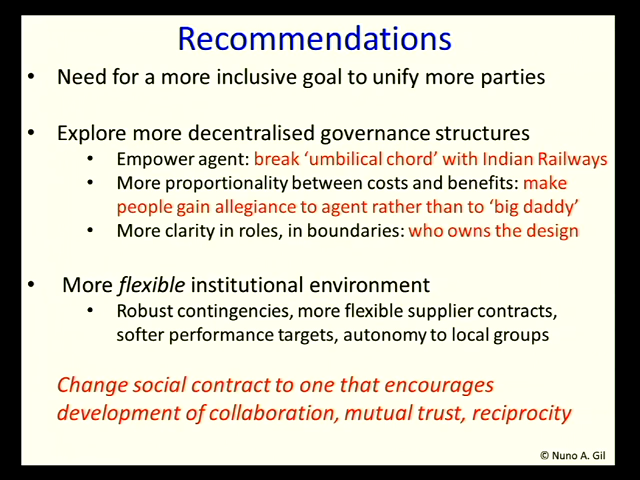 Recommendations
• Need for a more inclusive goal to unify more parties
• Explore more decentralised governance structures
• Empower agent: break ‘umbilical chord’ with Indian Railways
• More proportionality between costs and benefits: make
people gain allegiance to agent rather than to ‘big daddy’
• More clarity in roles, in boundaries: who owns the design
• More flexible institutional environment
• Robust contingencies, more flexible supplier contracts,
softer performance targets, autonomy to local groups
Change social contract to one that encourages
development of collaboration, mutual trust, reciprocity
© Nuno A. Gil